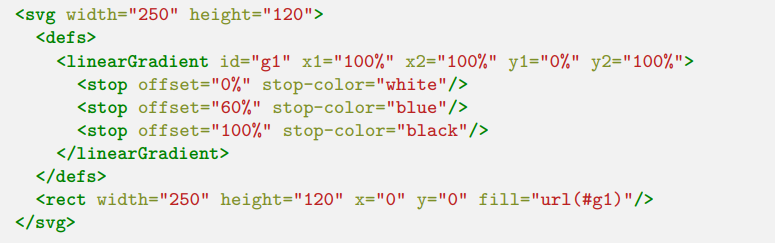 <svg width="250" height="120">
<defs>
<linearGradient id="g1" x1="100%" x2="100%" y1="0%" y2="100%">
<stop offset="0%" stop-color="white"/>
<stop offset="60%" stop-color="blue"/>
<stop offset="100%" stop-color="black"/>
</linearGradient>
</defs>
<rect width="250" height="120" x="0" y="0" fill="url(#g1)"/>
</svg>